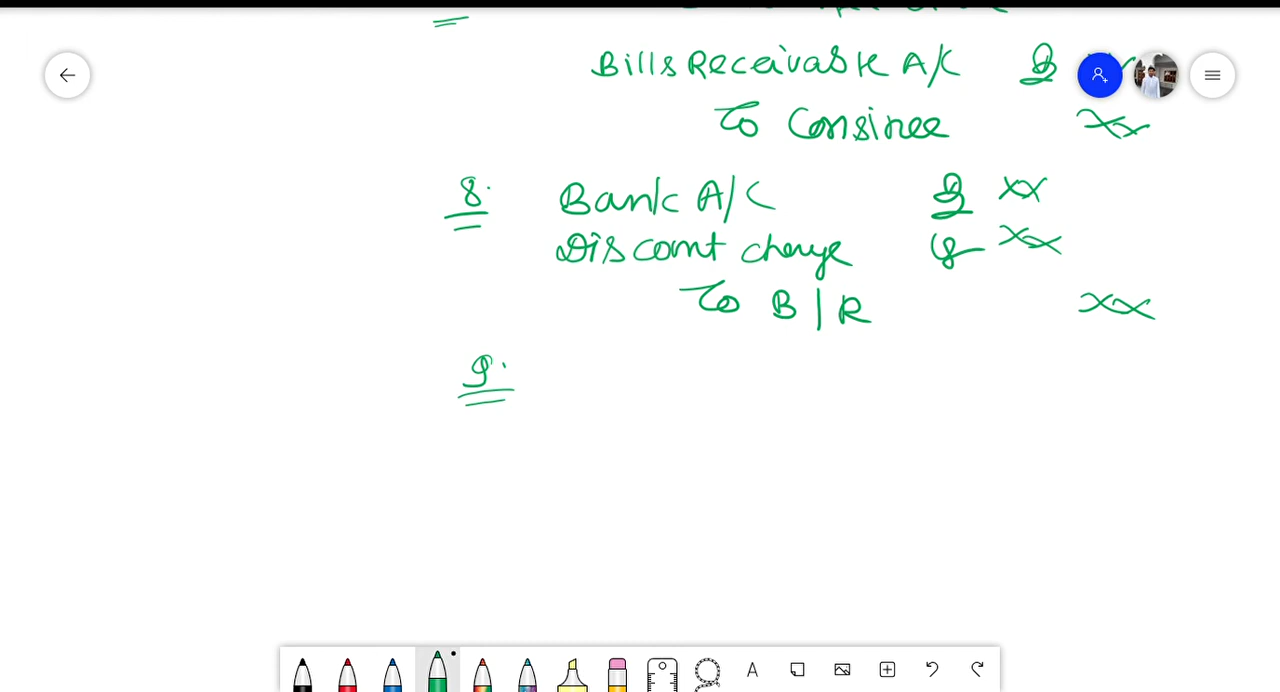 Bills Receivable A/C Dr
To Consinee xx
8. Bank A/C Dr xx
Discount charge Dr xx
To B/R xx
9.
A